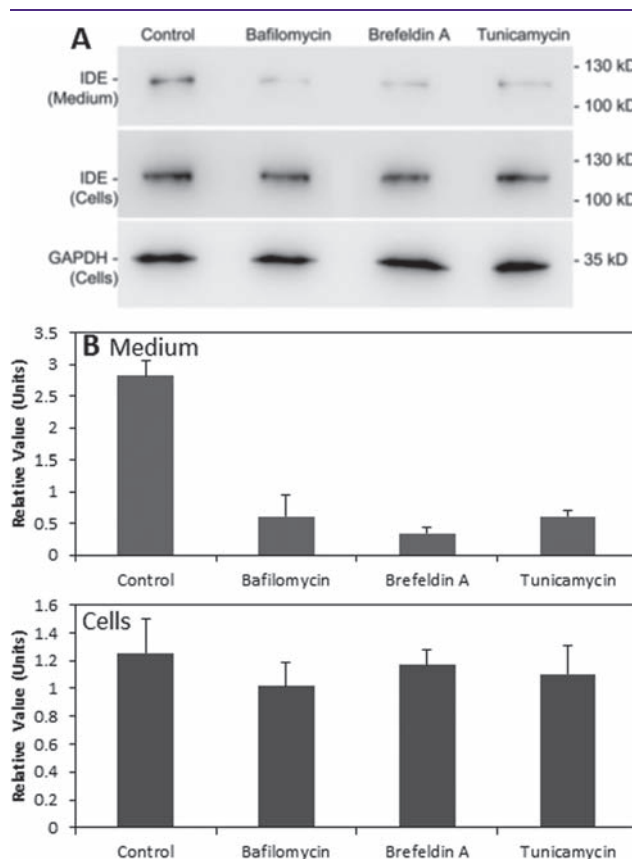 A
Control Bafilomycin Brefeldin A Tunicamycin
IDE -
(Medium)
- 130 kD
- 100 kD
IDE -
(Cells)
- 130 kD
- 100 kD
GAPDH -
(Cells)
- 35 kD
B Medium
Relative Value (Units)
3.5
3
2.5
2
1.5
1
0.5
0
Control Bafilomycin Brefeldin A Tunicamycin
Cells
Relative Value (Units)
1.6
1.4
1.2
1
0.8
0.6
0.4
0.2
0
Control Bafilomycin Brefeldin A Tunicamycin